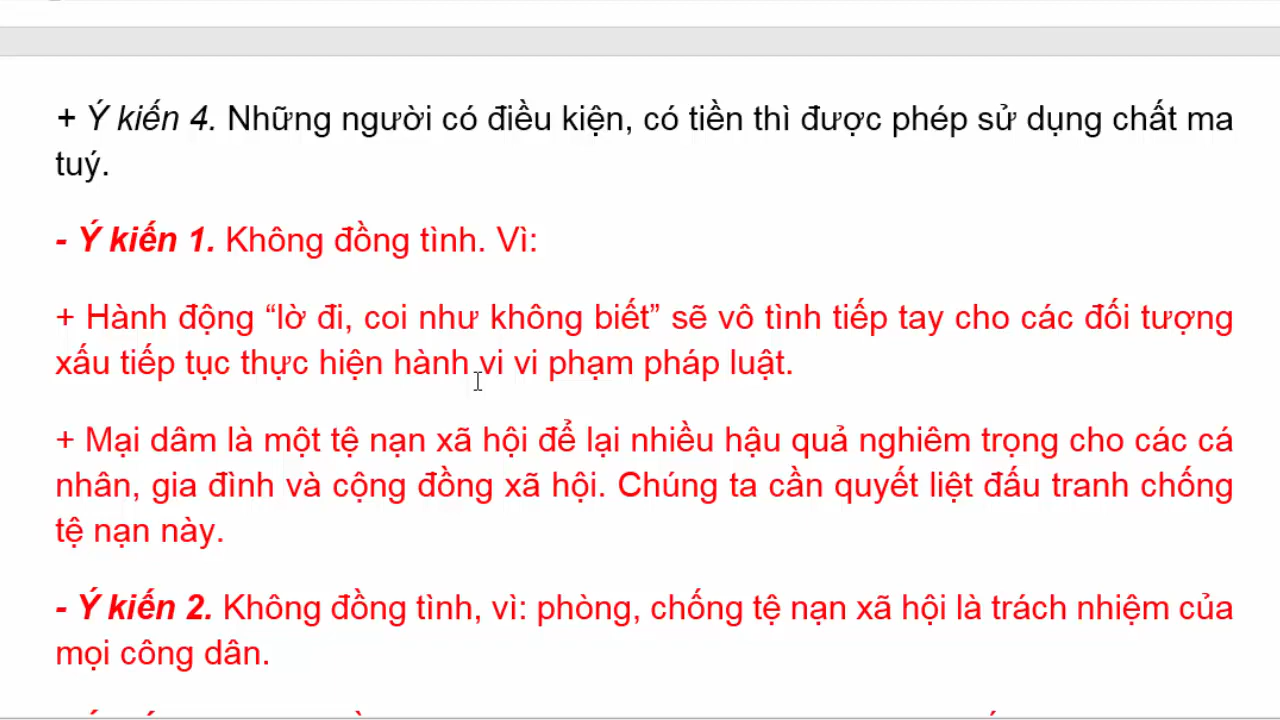 + Ý kiến 4. Những người có điều kiện, có tiền thì được phép sử dụng chất ma
tuý.
- Ý kiến 1. Không đồng tình. Vì:
+ Hành động “lờ đi, coi như không biết” sẽ vô tình tiếp tay cho các đối tượng
xấu tiếp tục thực hiện hành vi vi phạm pháp luật.
+ Mại dâm là một tệ nạn xã hội để lại nhiều hậu quả nghiêm trọng cho các cá
nhân, gia đình và cộng đồng xã hội. Chúng ta cần quyết liệt đấu tranh chống
tệ nạn này.
- Ý kiến 2. Không đồng tình, vì: phòng, chống tệ nạn xã hội là trách nhiệm của
mọi công dân.